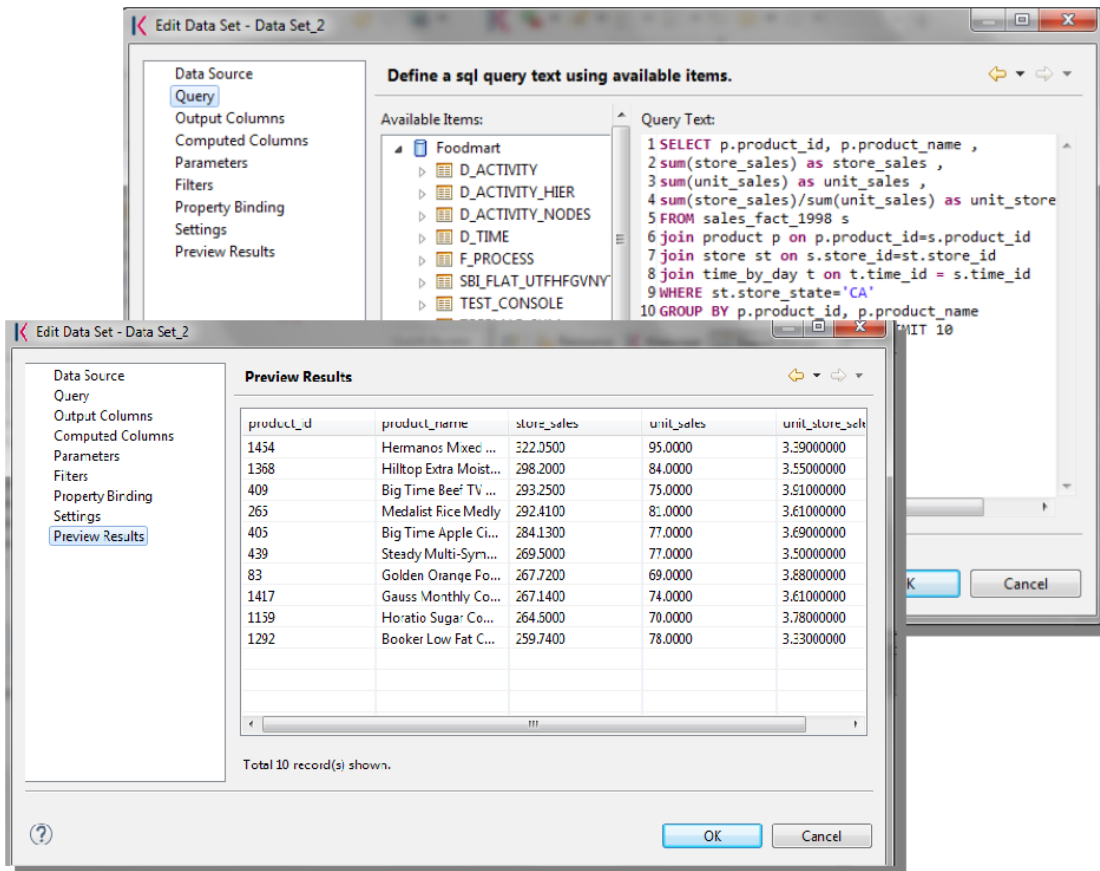 Edit Data Set - Data Set_2
Data Source
Query
Output Columns
Computed Columns
Parameters
Filters
Property Binding
Settings
Preview Results
Define a sql query text using available items.
Available Items:
Foodmart
D_ACTIVITY
D_ACTIVITY_HIER
D_ACTIVITY_NODES
D_TIME
F_PROCESS
SBI_FLAT_UTFHFGVNY
TEST_CONSOLE
Query Text:
1 SELECT p.product_id, p.product_name ,
2 sum(store_sales) as store_sales ,
3 sum(unit_sales) as unit_sales ,
4 sum(store_sales)/sum(unit_sales) as unit_store
5 FROM sales_fact_1998 s
6 join product p on p.product_id=s.product_id
7 join store st on s.store_id=st.store_id
8 join time_by_day t on t.time_id = s.time_id
9 WHERE st.store_state='CA'
10 GROUP BY p.product_id, p.product_name
MIT 10
K
Cancel
Edit Data Set - Data Set_2
Data Source
Query
Output Columns
Computed Columns
Parameters
Filters
Property Binding
Settings
Preview Results
Preview Results
product_id product_name store_sales unit_sales unit_store_sale
1454 Hermanos Mixed ... 322.0500 95.0000 3.39000000
1368 Hilltop Extra Moist... 298.2000 84.0000 3.55000000
409 Big Time Beef TV ... 293.2500 75.0000 3.91000000
265 Medalist Rice Medly 292.4100 81.0000 3.61000000
405 Big Time Apple Ci... 284.1300 77.0000 3.69000000
439 Steady Multi-Sym... 269.5000 77.0000 3.50000000
83 Golden Orange Po... 267.7200 69.0000 3.88000000
1417 Gauss Monthly Co... 267.1400 74.0000 3.61000000
1159 Horatio Sugar Co... 264.6000 70.0000 3.78000000
1292 Booker Low Fat C... 259.7400 78.0000 3.33000000
Total 10 record(s) shown.
OK
Cancel